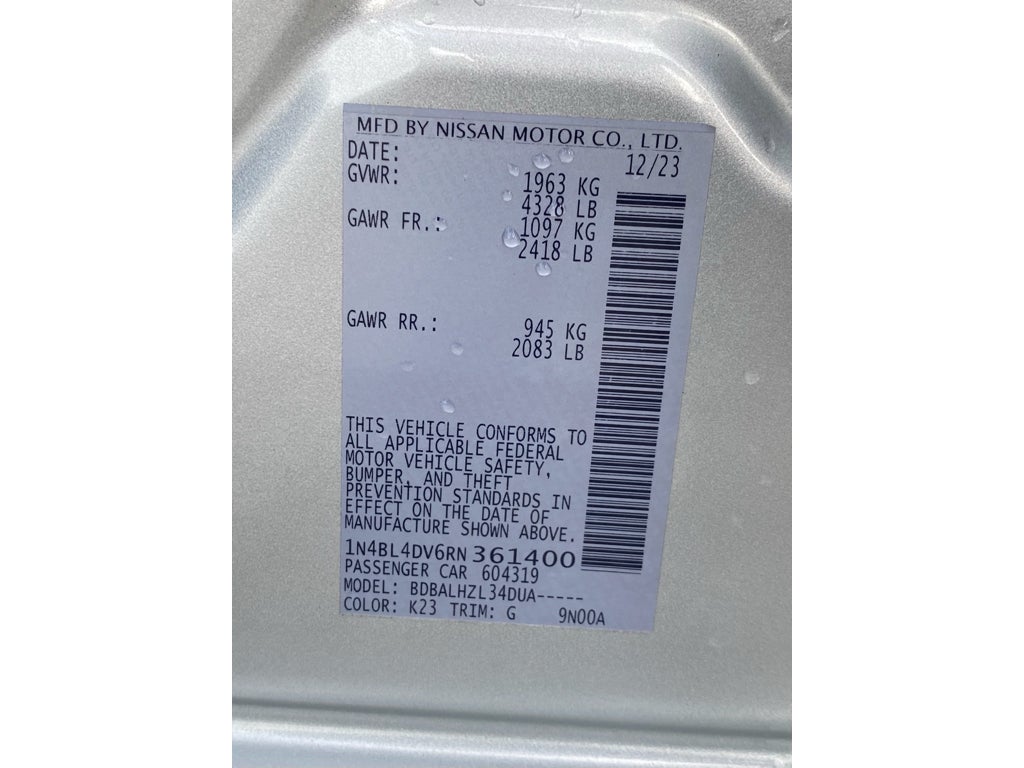 MFD BY NISSAN MOTOR CO., LTD.
DATE: 12/23
GVWR: 1963 KG
4328 LB
GAWR FR.: 1097 KG
2418 LB
GAWR RR.: 945 KG
2083 LB
THIS VEHICLE CONFORMS TO
ALL APPLICABLE FEDERAL
MOTOR VEHICLE SAFETY,
BUMPER, AND THEFT
PREVENTION STANDARDS IN
EFFECT ON THE DATE OF
MANUFACTURE SHOWN ABOVE.
1N4BL4DV6RN361400
PASSENGER CAR 604319
MODEL: BDBALHZL34DUA-----
COLOR: K23 TRIM: G 9N00A